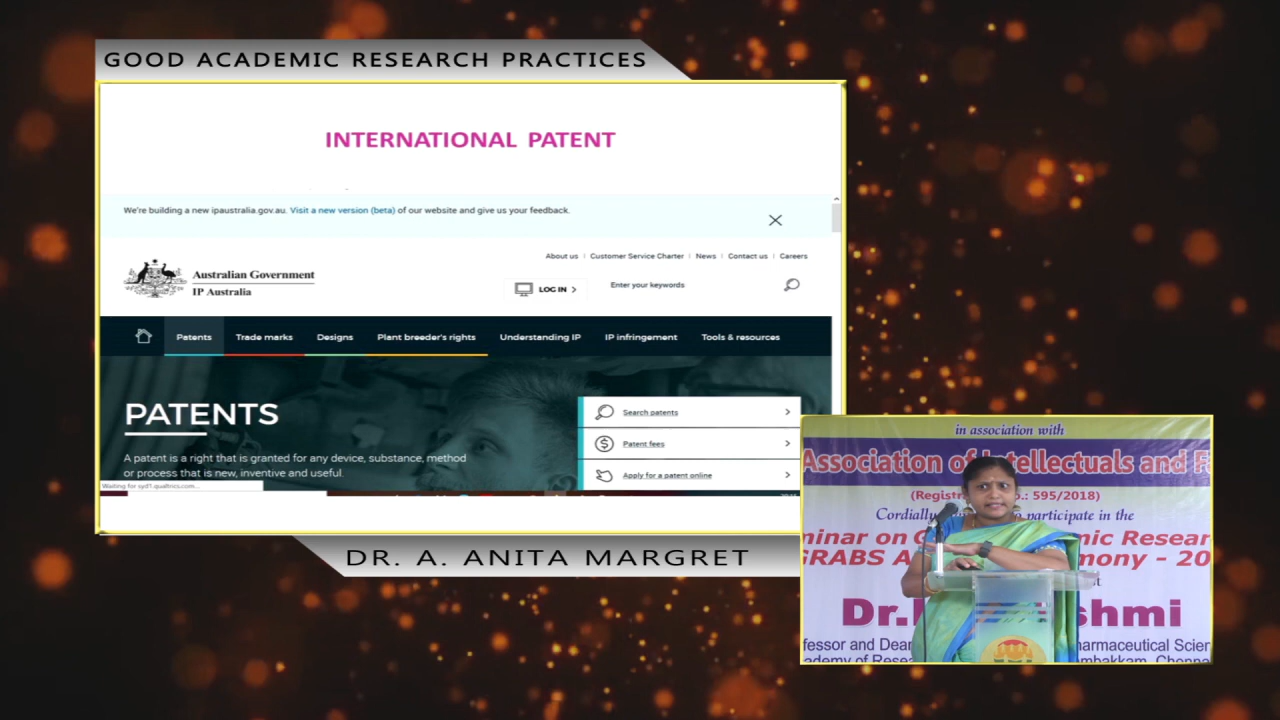 GOOD ACADEMIC RESEARCH PRACTICES
INTERNATIONAL PATENT
We're building a new ipaustralia.gov.au. Visit a new version (beta) of our website and give us your feedback.
About us | Customer Service Charter | News | Contact us | Careers
Australian Government
IP Australia
LOG IN >
Enter your keywords
Patents Trade marks Designs Plant breeder's rights Understanding IP IP infringement Tools & resources
PATENTS
A patent is a right that is granted for any device, substance, method
or process that is new, inventive and useful.
Search patents
Patent fees
Apply for a patent online
Waiting for syd1.qualtrics.com...
DR. A. ANITA MARGRET
in association with
Association of Intellectuals and
(Regist o.: 595/2018)
Cordially participate in the
minar on mic Resear
GRABS A mony - 20
Dr. shmi
fessor and Dean harmaceutical Scien
ademy of Resea mbakkam, Chenna